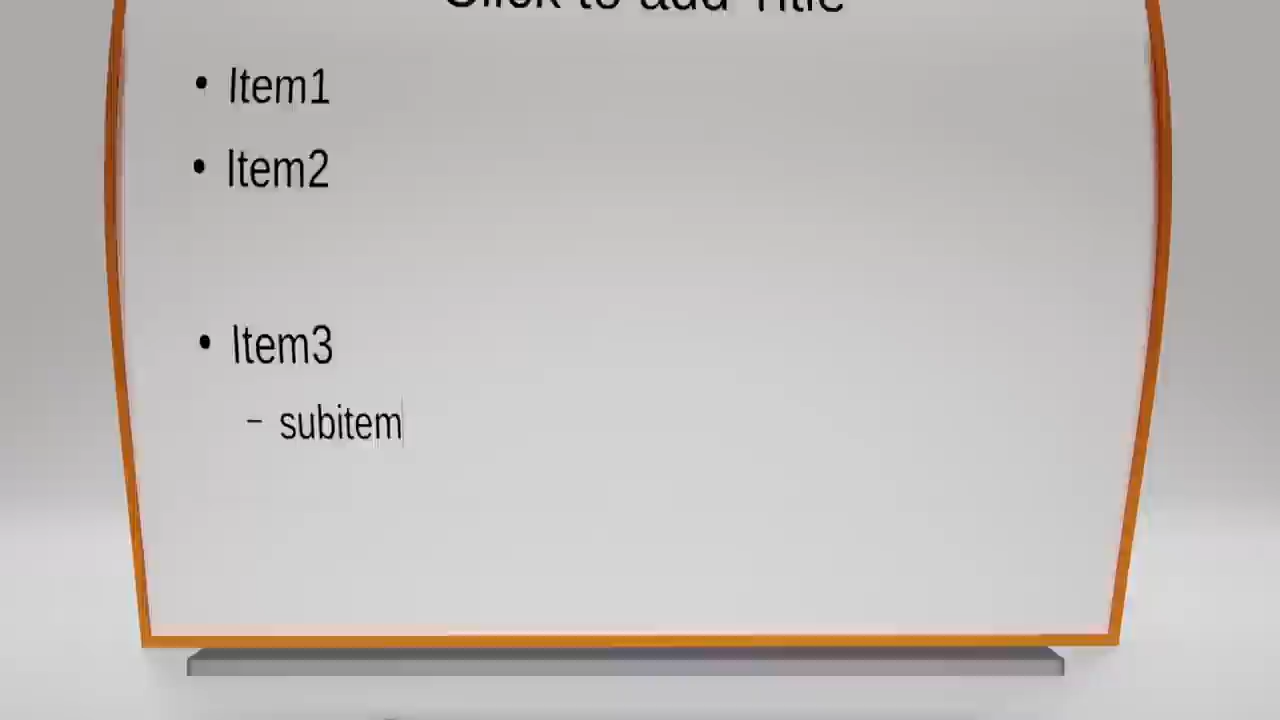 Click to add Title
• Item1
• Item2
• Item3
– subitem